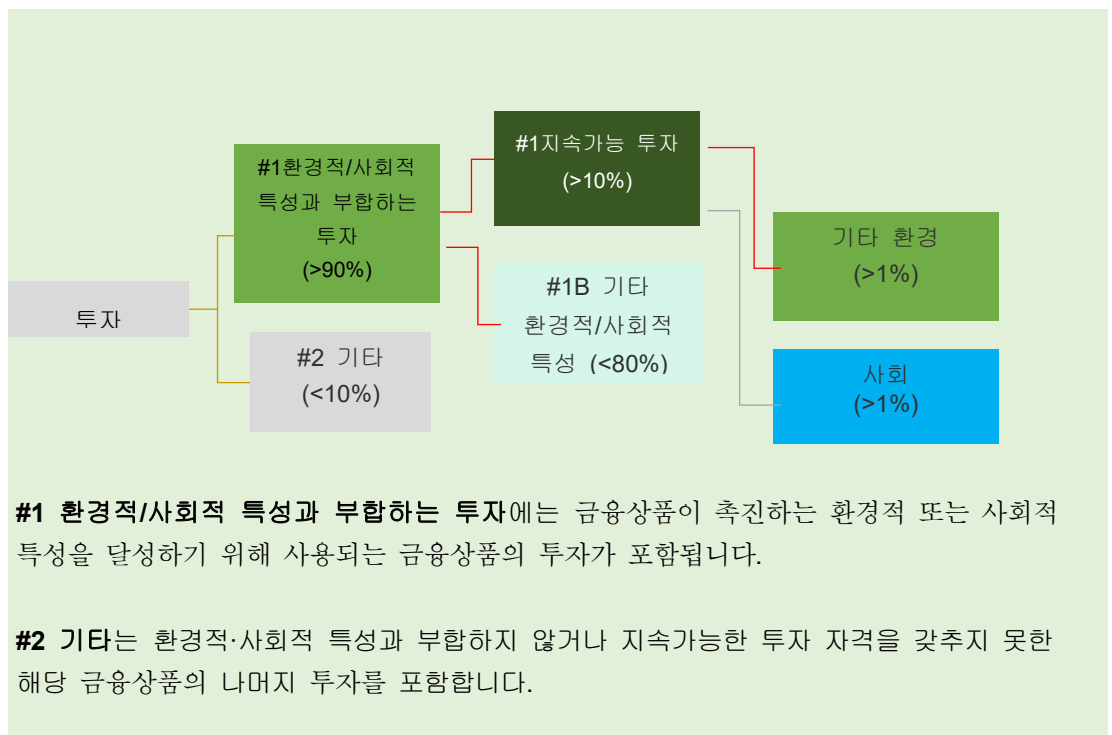 투자
#1환경적/사회적
특성과 부합하는
투자
(>90%)
#2 기타
(<10%)
#1지속가능 투자
(>10%)
#1B 기타
환경적/사회적
특성 (<80%)
기타 환경
(>1%)
사회
(>1%)
#1 환경적/사회적 특성과 부합하는 투자에는 금융상품이 촉진하는 환경적 또는 사회적
특성을 달성하기 위해 사용되는 금융상품의 투자가 포함됩니다.
#2 기타는 환경적·사회적 특성과 부합하지 않거나 지속가능한 투자 자격을 갖추지 못한
해당 금융상품의 나머지 투자를 포함합니다.